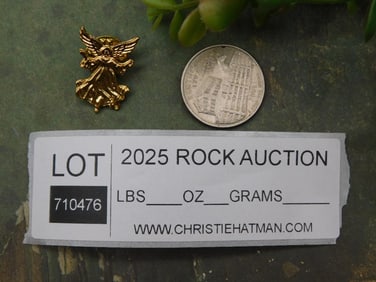 LOT
710476
2025 ROCK AUCTION
LBS____OZ___GRAMS______
WWW.CHRISTIEHATMAN.COM